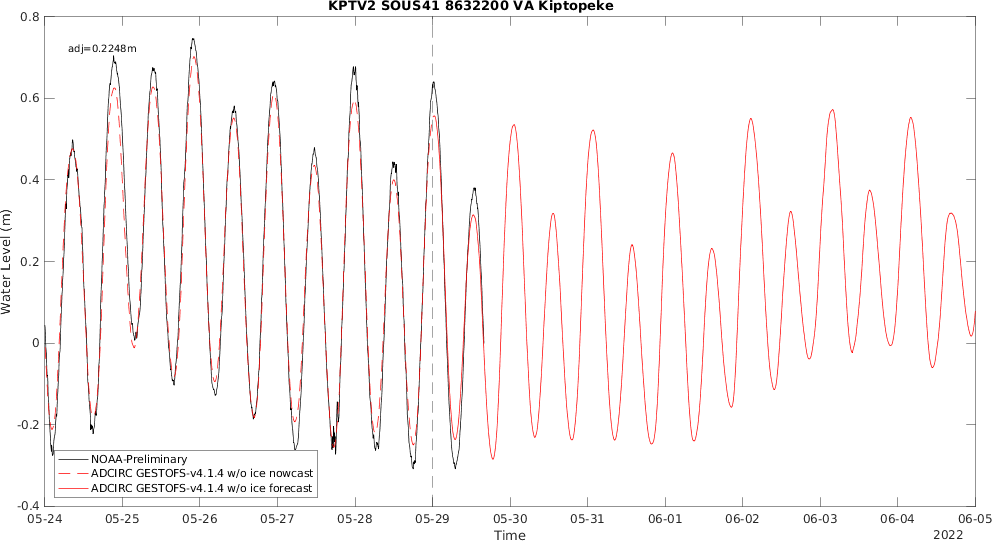 KPTV2 SOUS41 8632200 VA Kiptopeke
adj=0.2248m
0.8
0.6
0.4
0.2
0
-0.2
-0.4
Water Level (m)
NOAA-Preliminary
ADCIRC GESTOFS-v4.1.4 w/o ice nowcast
ADCIRC GESTOFS-v4.1.4 w/o ice forecast
05-24 05-25 05-26 05-27 05-28 05-29 05-30 05-31 06-01 06-02 06-03 06-04 06-05
Time
2022